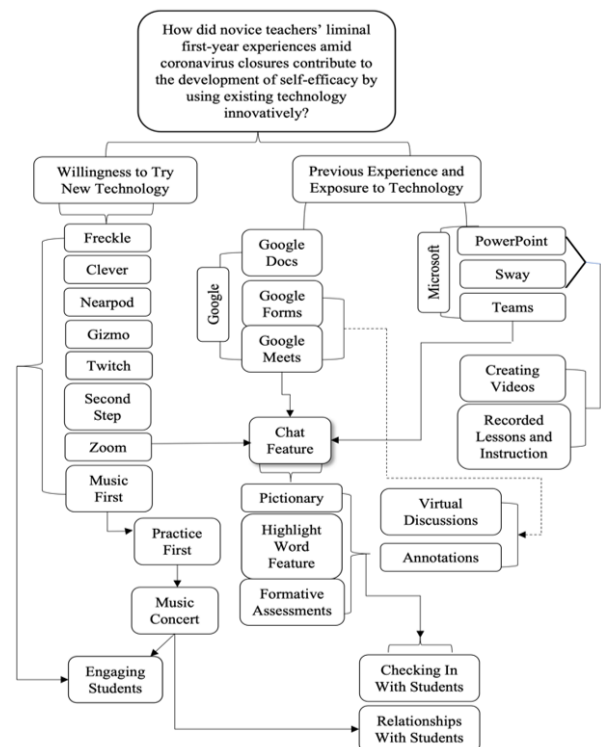 How did novice teachers’ liminal
first-year experiences amid
coronavirus closures contribute to
the development of self-efficacy by
using existing technology
innovatively?
Willingness to Try
New Technology
Previous Experience and
Exposure to Technology
Freckle
Clever
Nearpod
Gizmo
Twitch
Second
Step
Zoom
Music
First
Practice
First
Music
Concert
Engaging
Students
Google
Google
Docs
Google
Forms
Google
Meets
Chat
Feature
Pictionary
Highlight
Word
Feature
Formative
Assessments
Microsoft
PowerPoint
Sway
Teams
Creating
Videos
Recorded
Lessons and
Instruction
Virtual
Discussions
Annotations
Checking In
With Students
Relationships
With Students